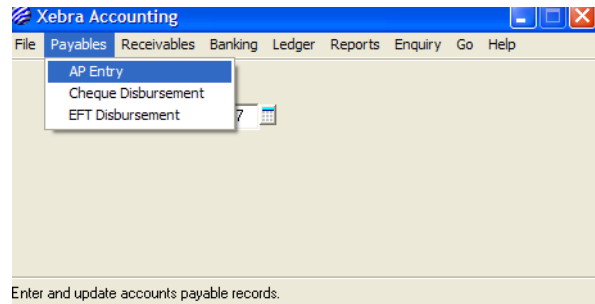 Xebra Accounting
File Payables Receivables Banking Ledger Reports Enquiry Go Help
AP Entry
Cheque Disbursement
EFT Disbursement
7
Enter and update accounts payable records.